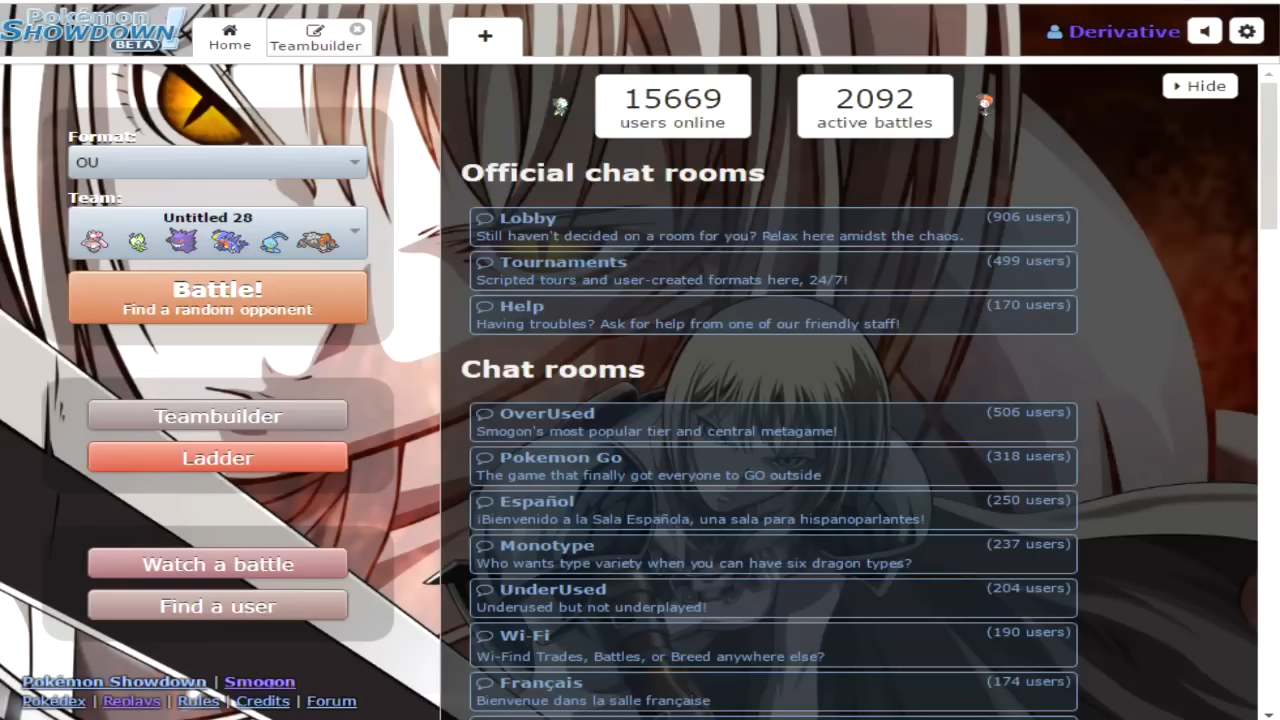 Pokémon
SHOWDOWN!
BETA
Home
Teambuilder
+
Derivative
Format:
OU
Team:
Untitled 28
Battle!
Find a random opponent
Teambuilder
Ladder
Watch a battle
Find a user
Pokémon Showdown | Smogon
Pokédex | Replays | Rules | Credits | Forum
15669
users online
2092
active battles
Hide
Official chat rooms
Lobby (906 users)
Still haven't decided on a room for you? Relax here amidst the chaos.
Tournaments (499 users)
Scripted tours and user-created formats here, 24/7!
Help (170 users)
Having troubles? Ask for help from one of our friendly staff!
Chat rooms
OverUsed (506 users)
Smogon's most popular tier and central metagame!
Pokemon Go (318 users)
The game that finally got everyone to GO outside
Español (250 users)
¡Bienvenido a la Sala Española, una sala para hispanoparlantes!
Monotype (237 users)
Who wants type variety when you can have six dragon types?
UnderUsed (204 users)
Underused but not underplayed!
Wi-Fi (190 users)
Wi-Find Trades, Battles, or Breed anywhere else?
Français (174 users)
Bienvenue dans la salle française